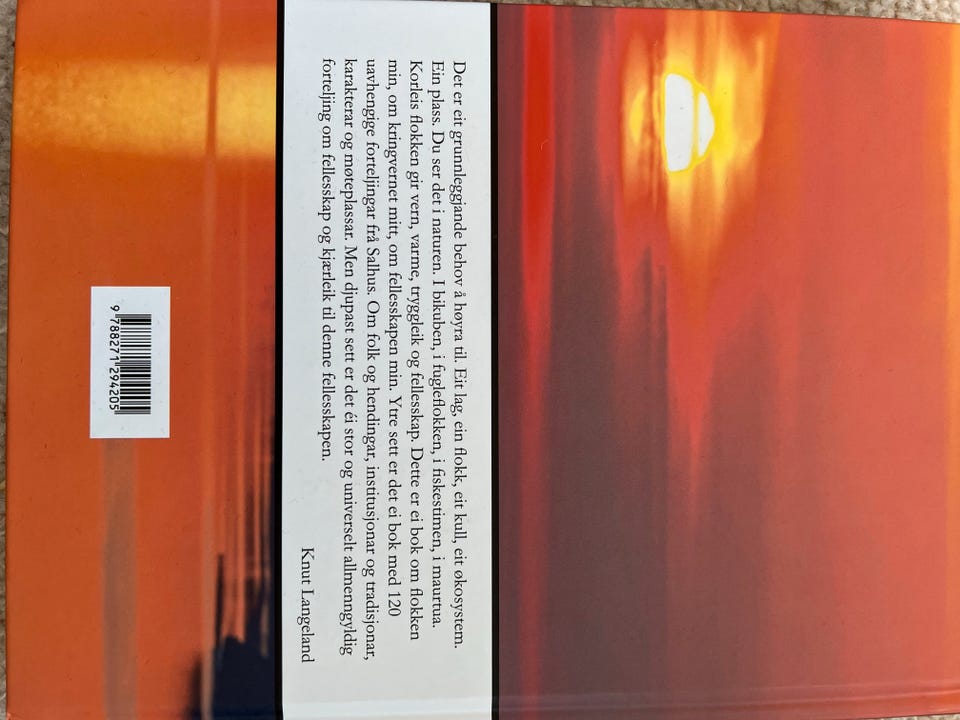 Det er eit grunnleggjande behov å høyra til. Eit lag, ein flokk, eit kull, eit økosystem.
Ein plass. Du ser det i naturen. I bikuben, i fugleflokken, i fiskestimen, i maurtua.
Korleis flokken gir vern, varme, tryggleik og fellesskap. Dette er ei bok om flokken
min, om kringvernet mitt, om fellesskapen min. Ytre sett er det ei bok med 120
uavhengige forteljingar frå Salhus. Om folk og hendingar, institusjonar og tradisjonar,
karakterar og møteplassar. Men djupast sett er det éi stor og universelt allmenngyldig
forteljing om fellesskap og kjærleik til denne fellesskapen.
Knut Langeland
9 788271 294205